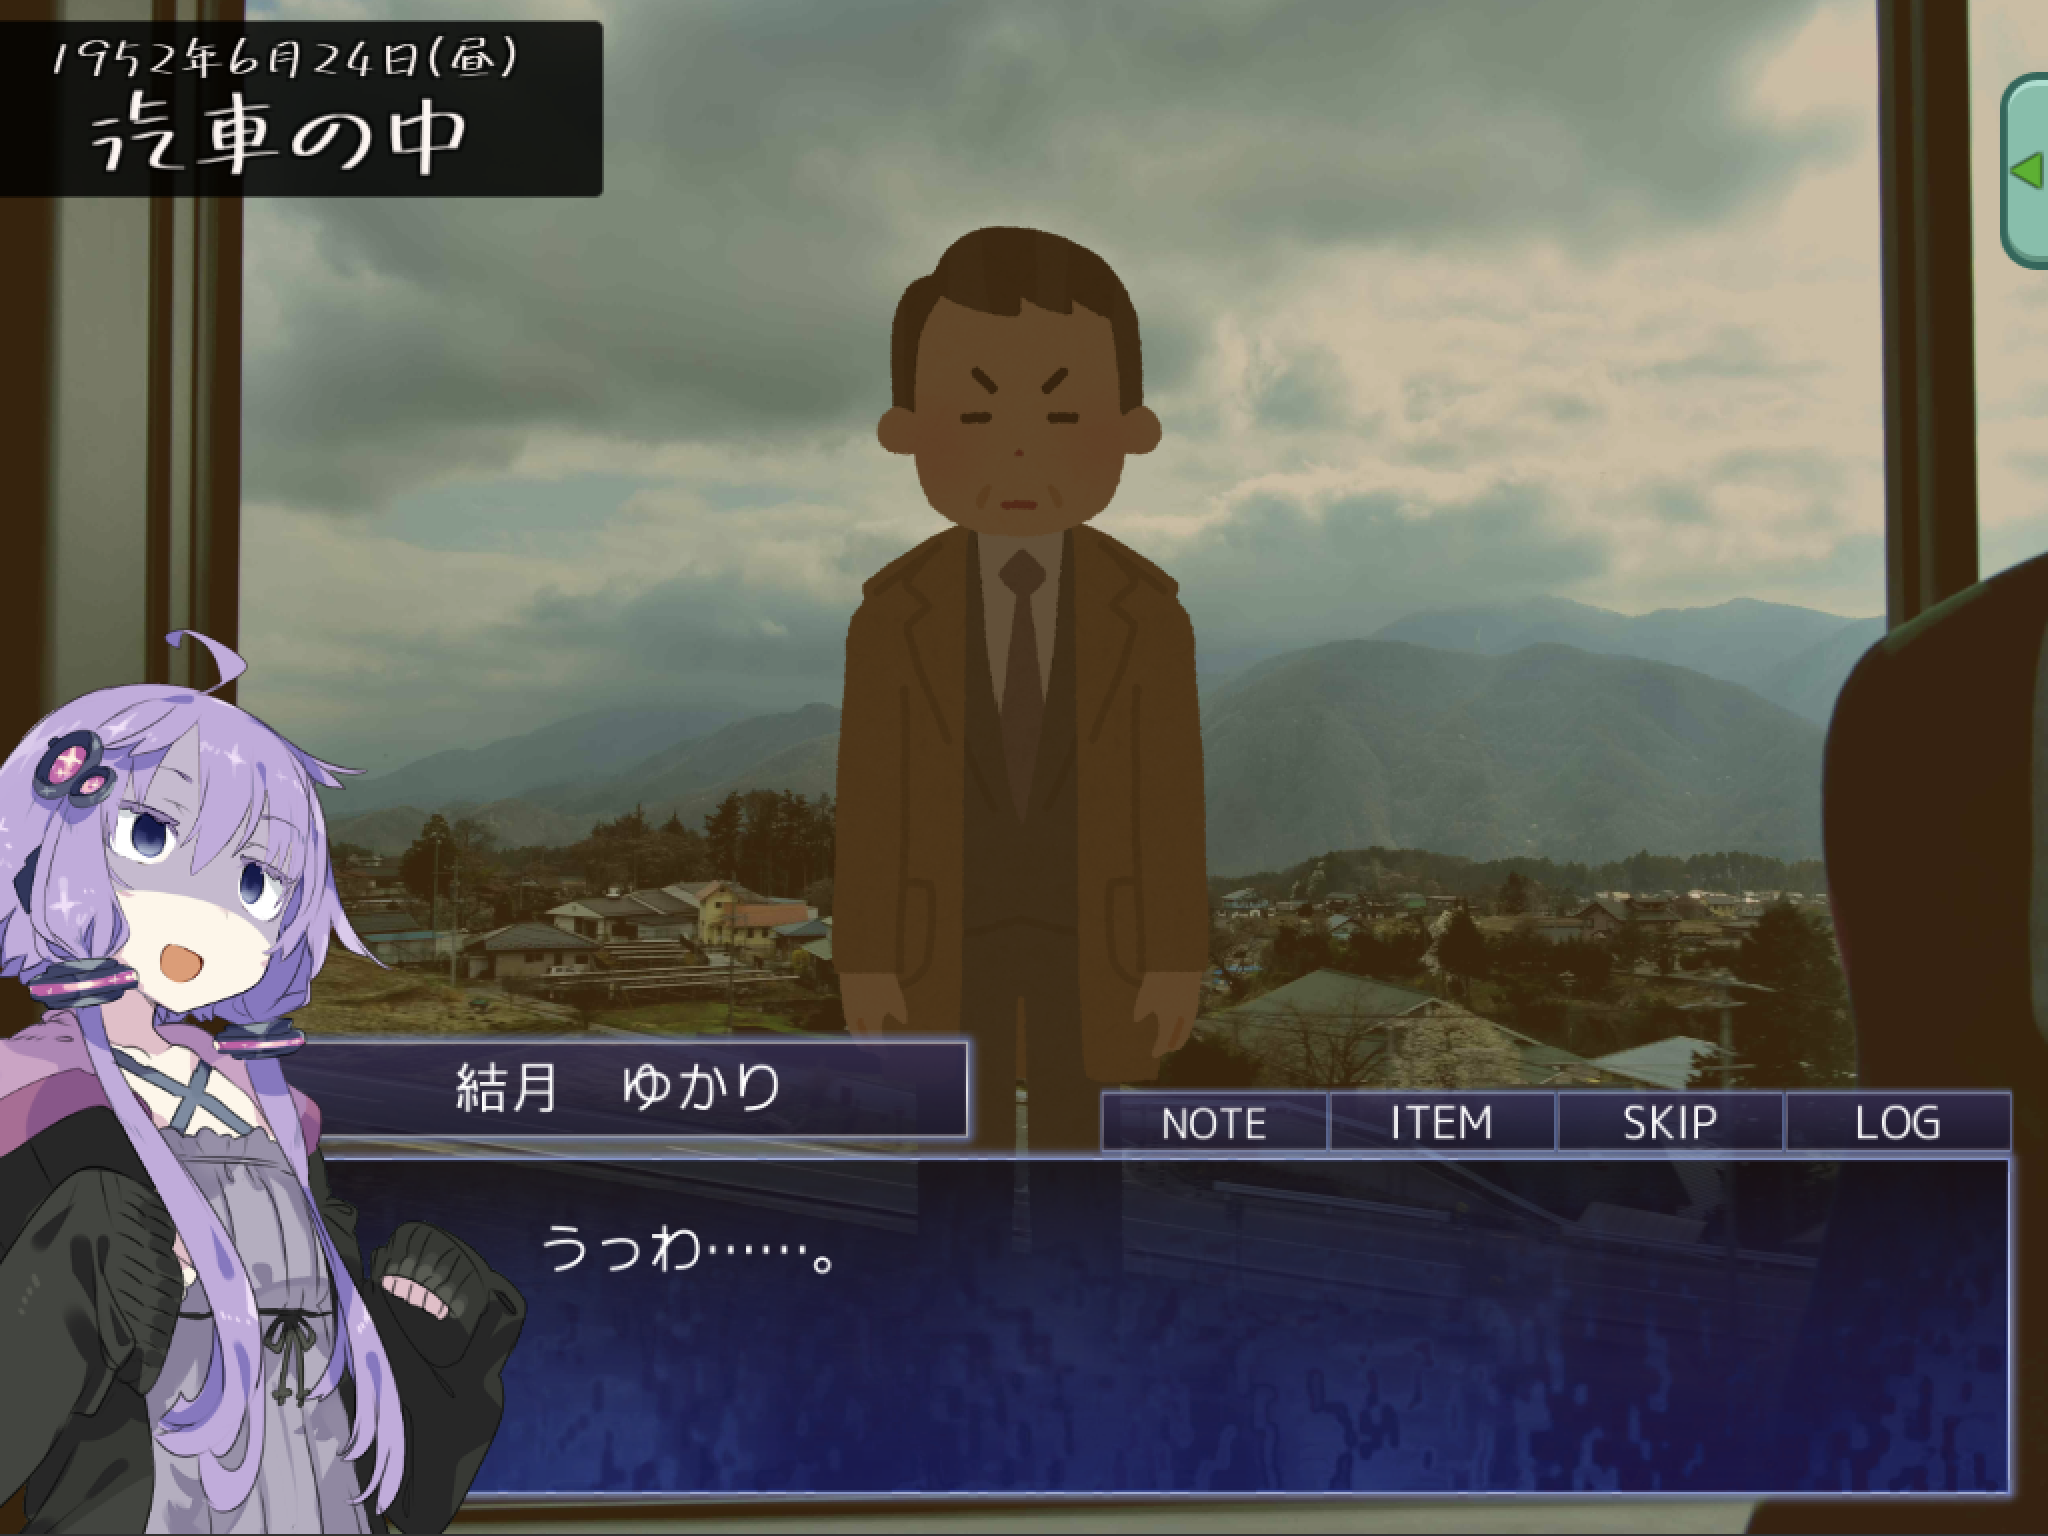 1952年6月24日(昼)
汽車の中
結月　ゆかり
NOTE
ITEM
SKIP
LOG
うっわ……。